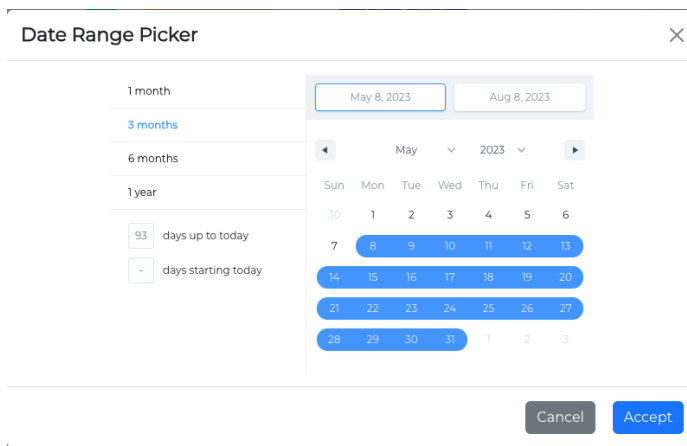 Date Range Picker
1 month
3 months
6 months
1 year
93 days up to today
- days starting today
May 8, 2023 Aug 8, 2023
May 2023
Sun Mon Tue Wed Thu Fri Sat
30 1 2 3 4 5 6
7 8 9 10 11 12 13
14 15 16 17 18 19 20
21 22 23 24 25 26 27
28 29 30 31 1 2 3
Cancel Accept